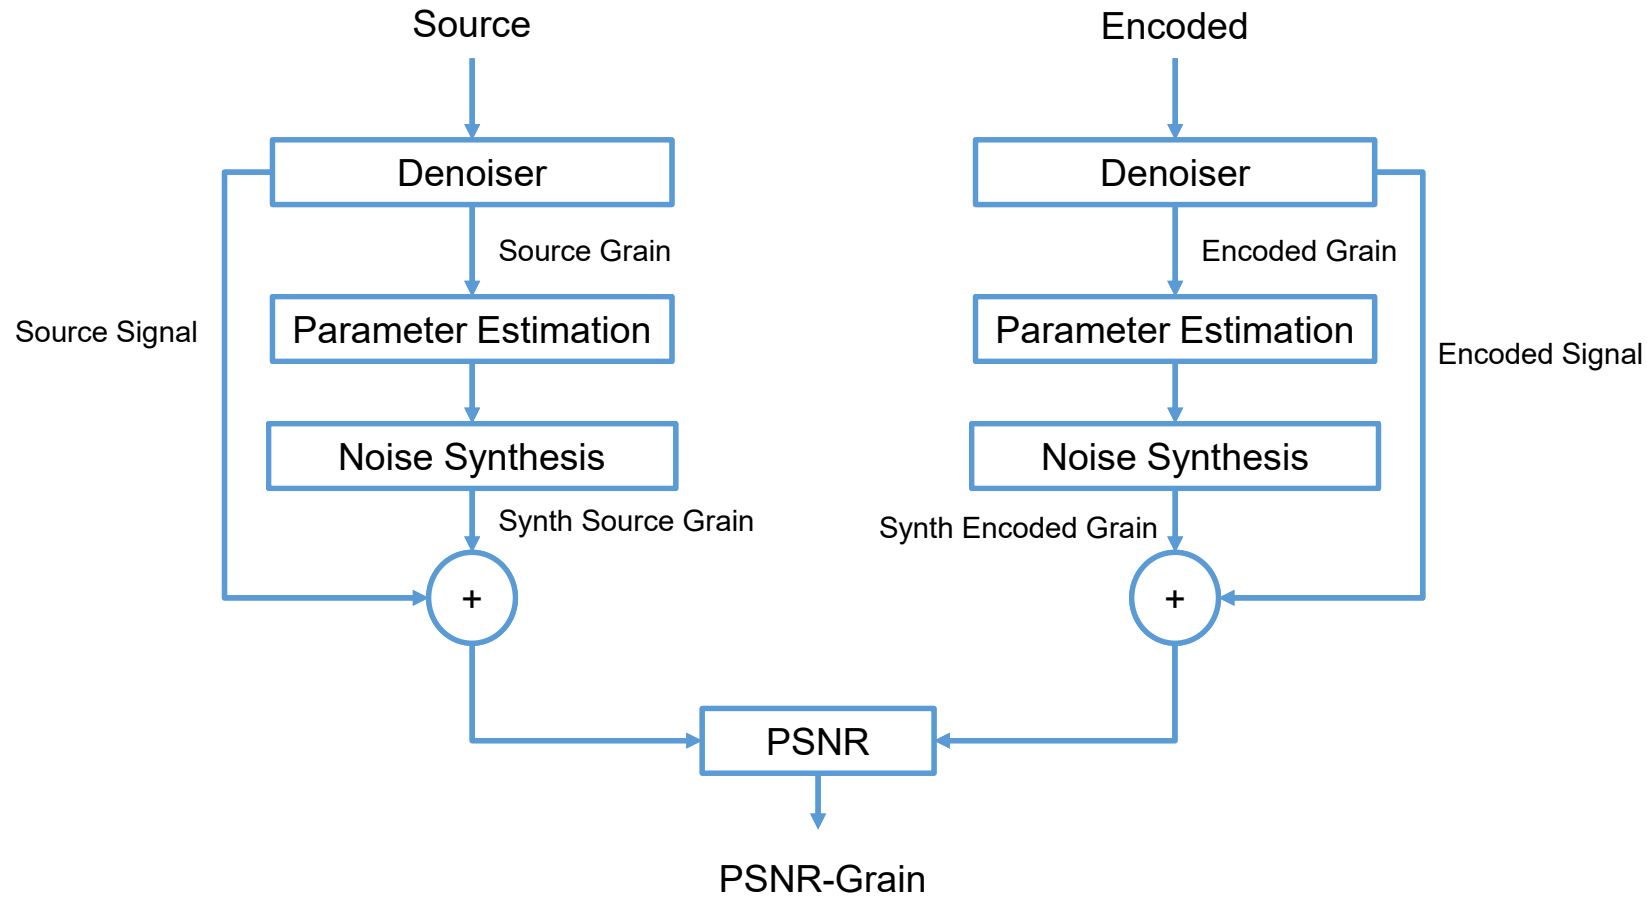 Source
Encoded
Denoiser
Denoiser
Source Grain
Encoded Grain
Parameter Estimation
Parameter Estimation
Source Signal
Encoded Signal
Noise Synthesis
Noise Synthesis
Synth Source Grain
Synth Encoded Grain
+
+
PSNR
PSNR-Grain